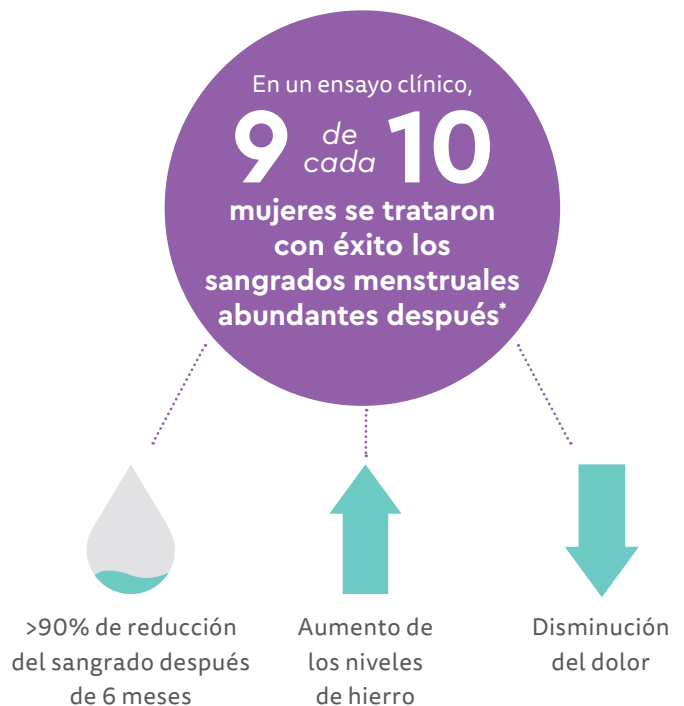 En un ensayo clínico,
9 de cada 10
mujeres se trataron
con éxito los
sangrados menstruales
abundantes después*
>90% de reducción
del sangrado después
de 6 meses
Aumento de
los niveles
de hierro
Disminución
del dolor